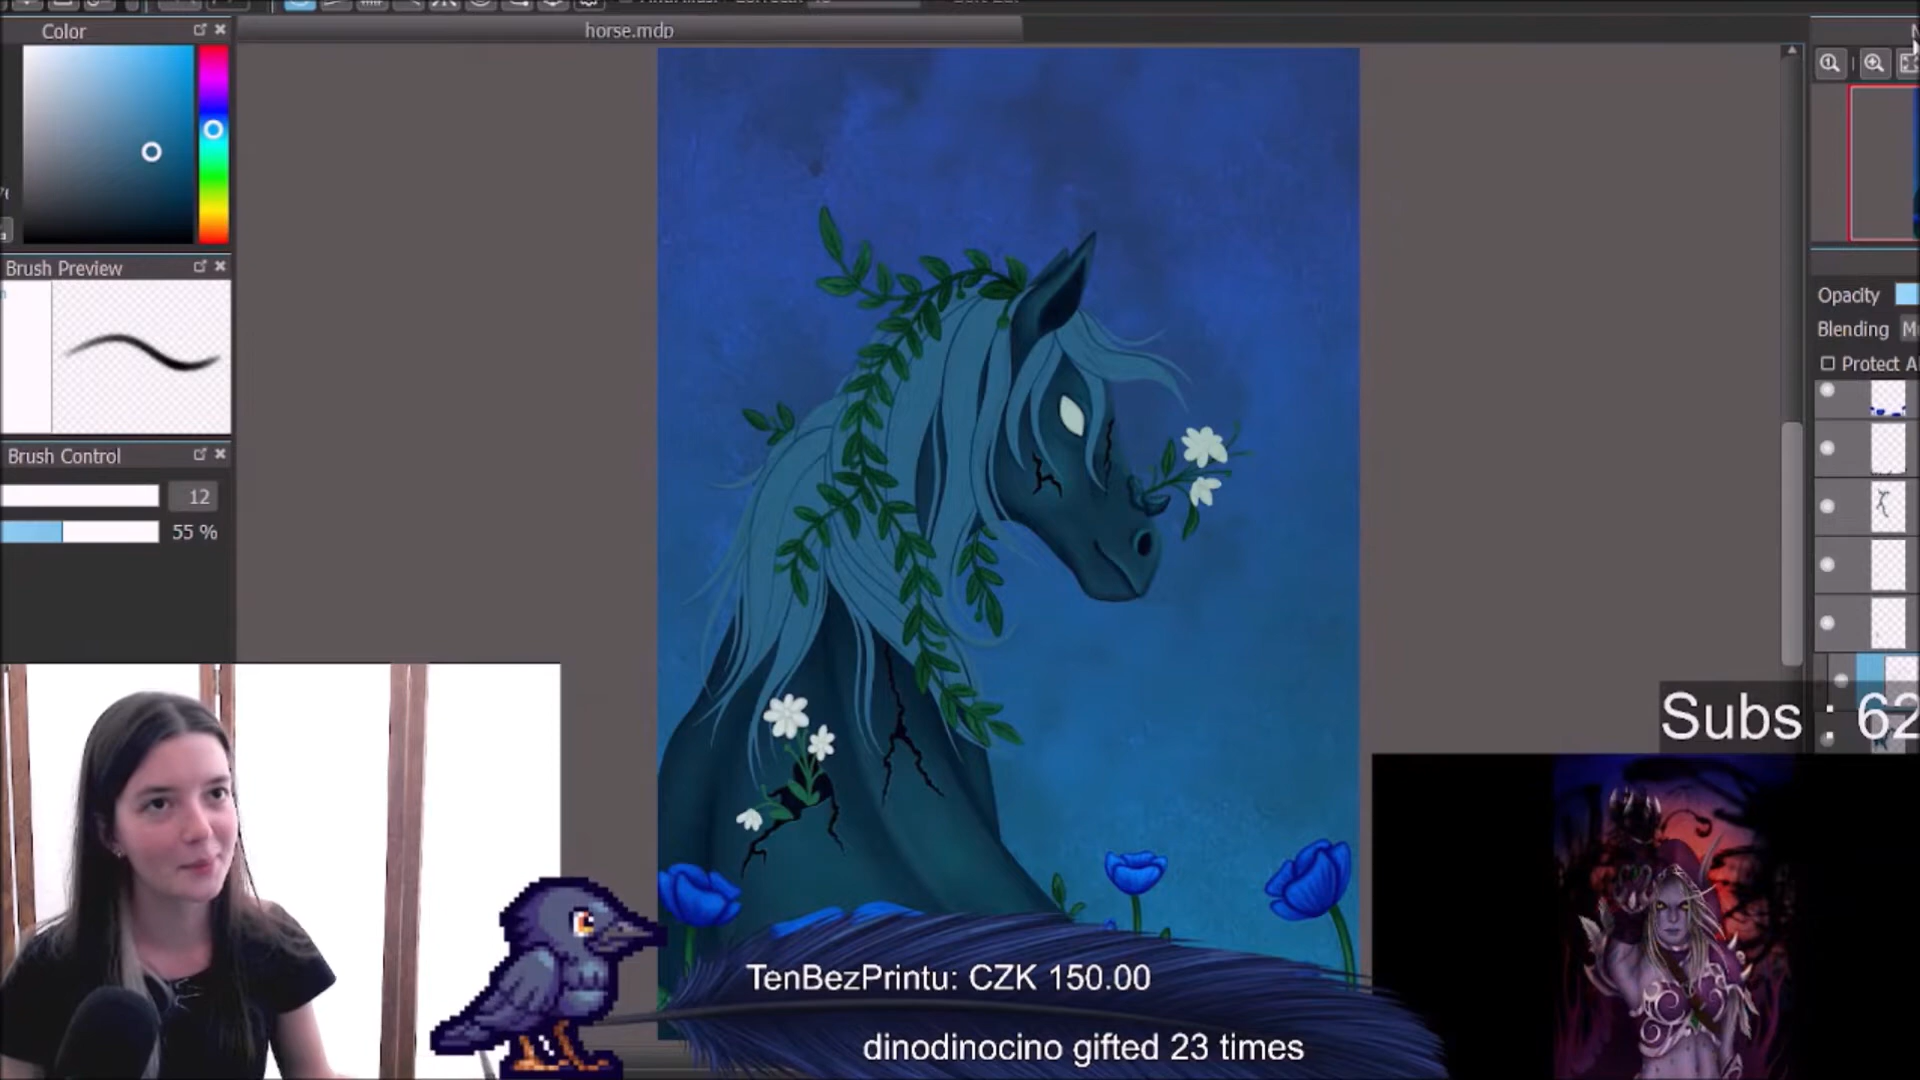 Color
horse.mdp
Brush Preview
Brush Control
12
55 %
Opacity
Blending
Protect
Subs : 62
TenBezPrintu: CZK 150.00
dinodinocino gifted 23 times